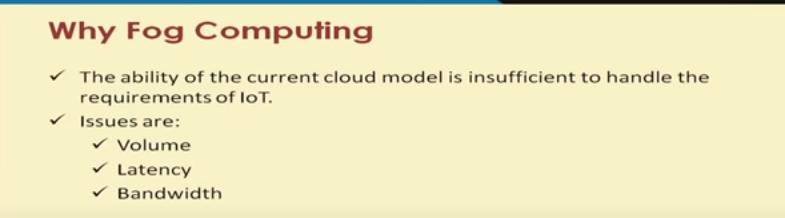 Why Fog Computing
✓ The ability of the current cloud model is insufficient to handle the
requirements of IoT.
✓ Issues are:
✓ Volume
✓ Latency
✓ Bandwidth